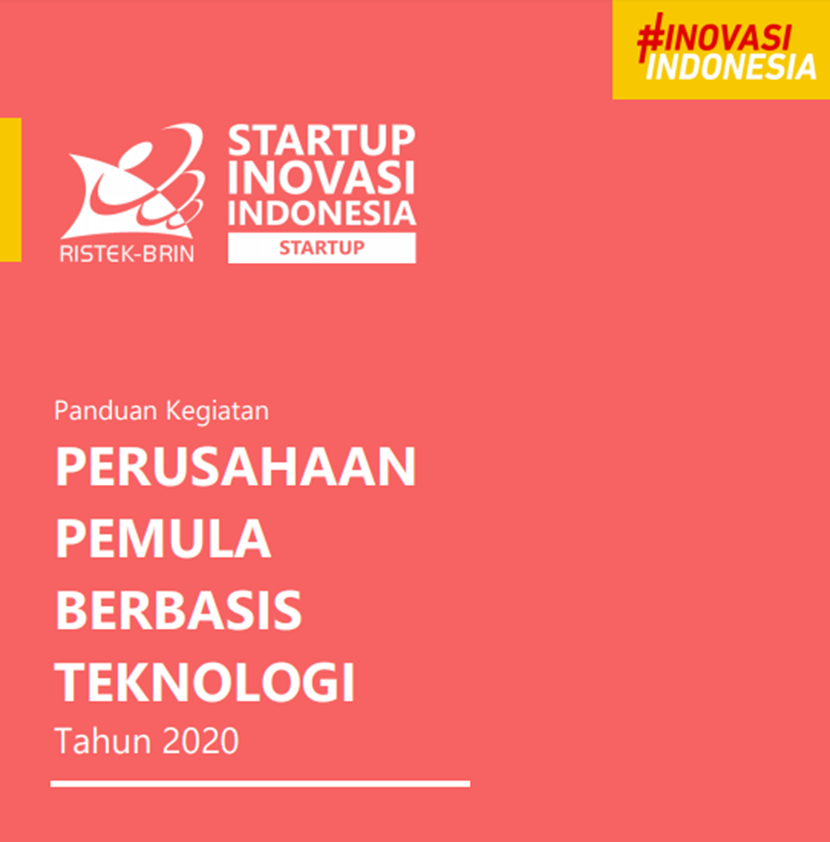 #INOVASI
INDONESIA
STARTUP
INOVASI
INDONESIA
STARTUP
RISTEK-BRIN
Panduan Kegiatan
PERUSAHAAN
PEMULA
BERBASIS
TEKNOLOGI
Tahun 2020